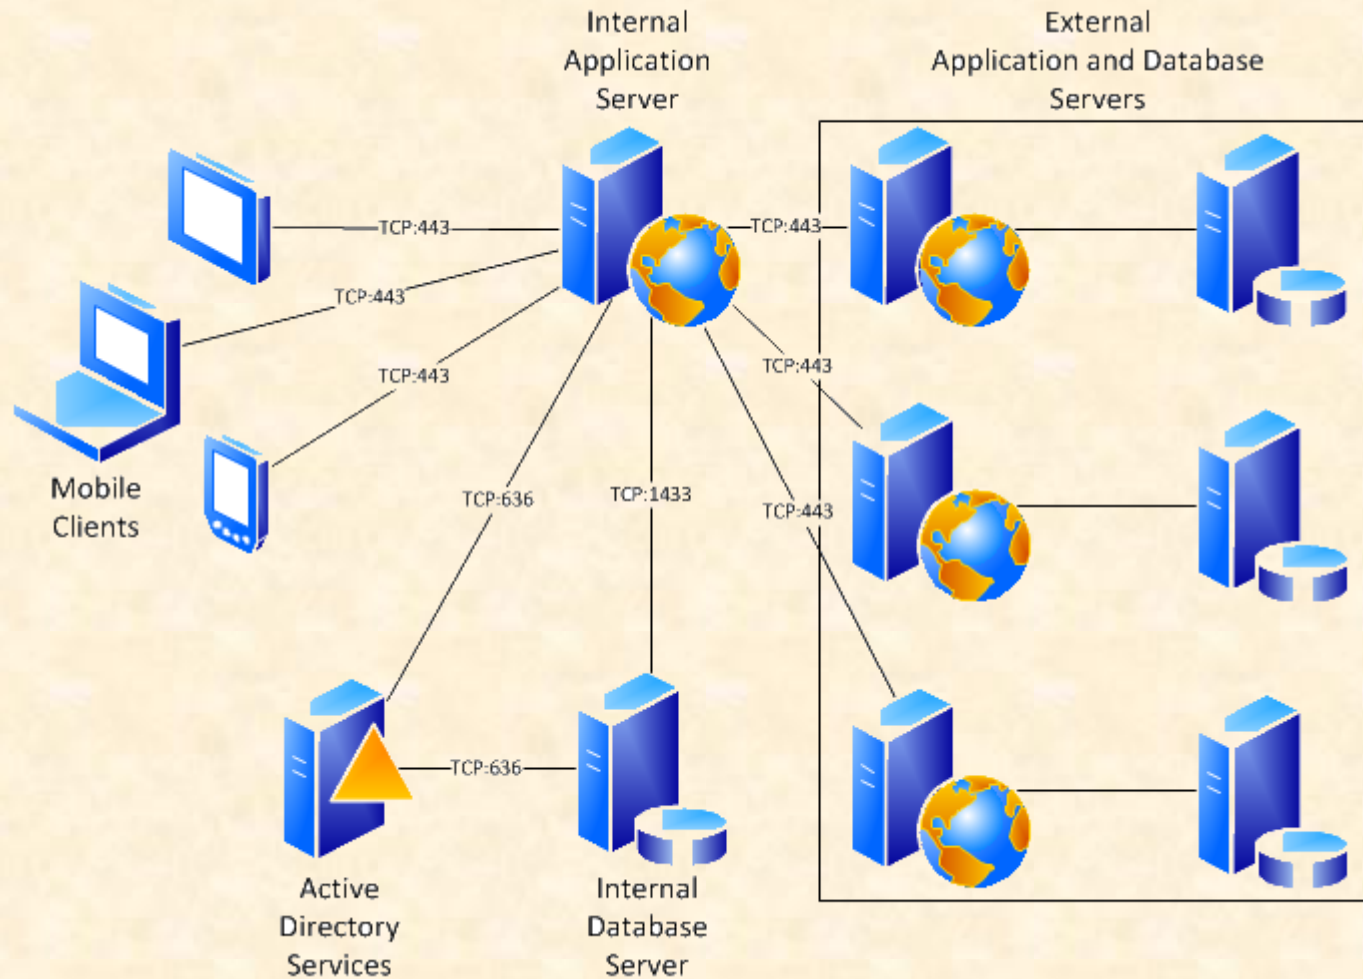 Internal
Application
Server
External
Application and Database
Servers
TCP:443
TCP:443
TCP:443
TCP:443
TCP:443
TCP:443
Mobile
Clients
TCP:636
TCP:1433
TCP:636
Active
Directory
Services
Internal
Database
Server